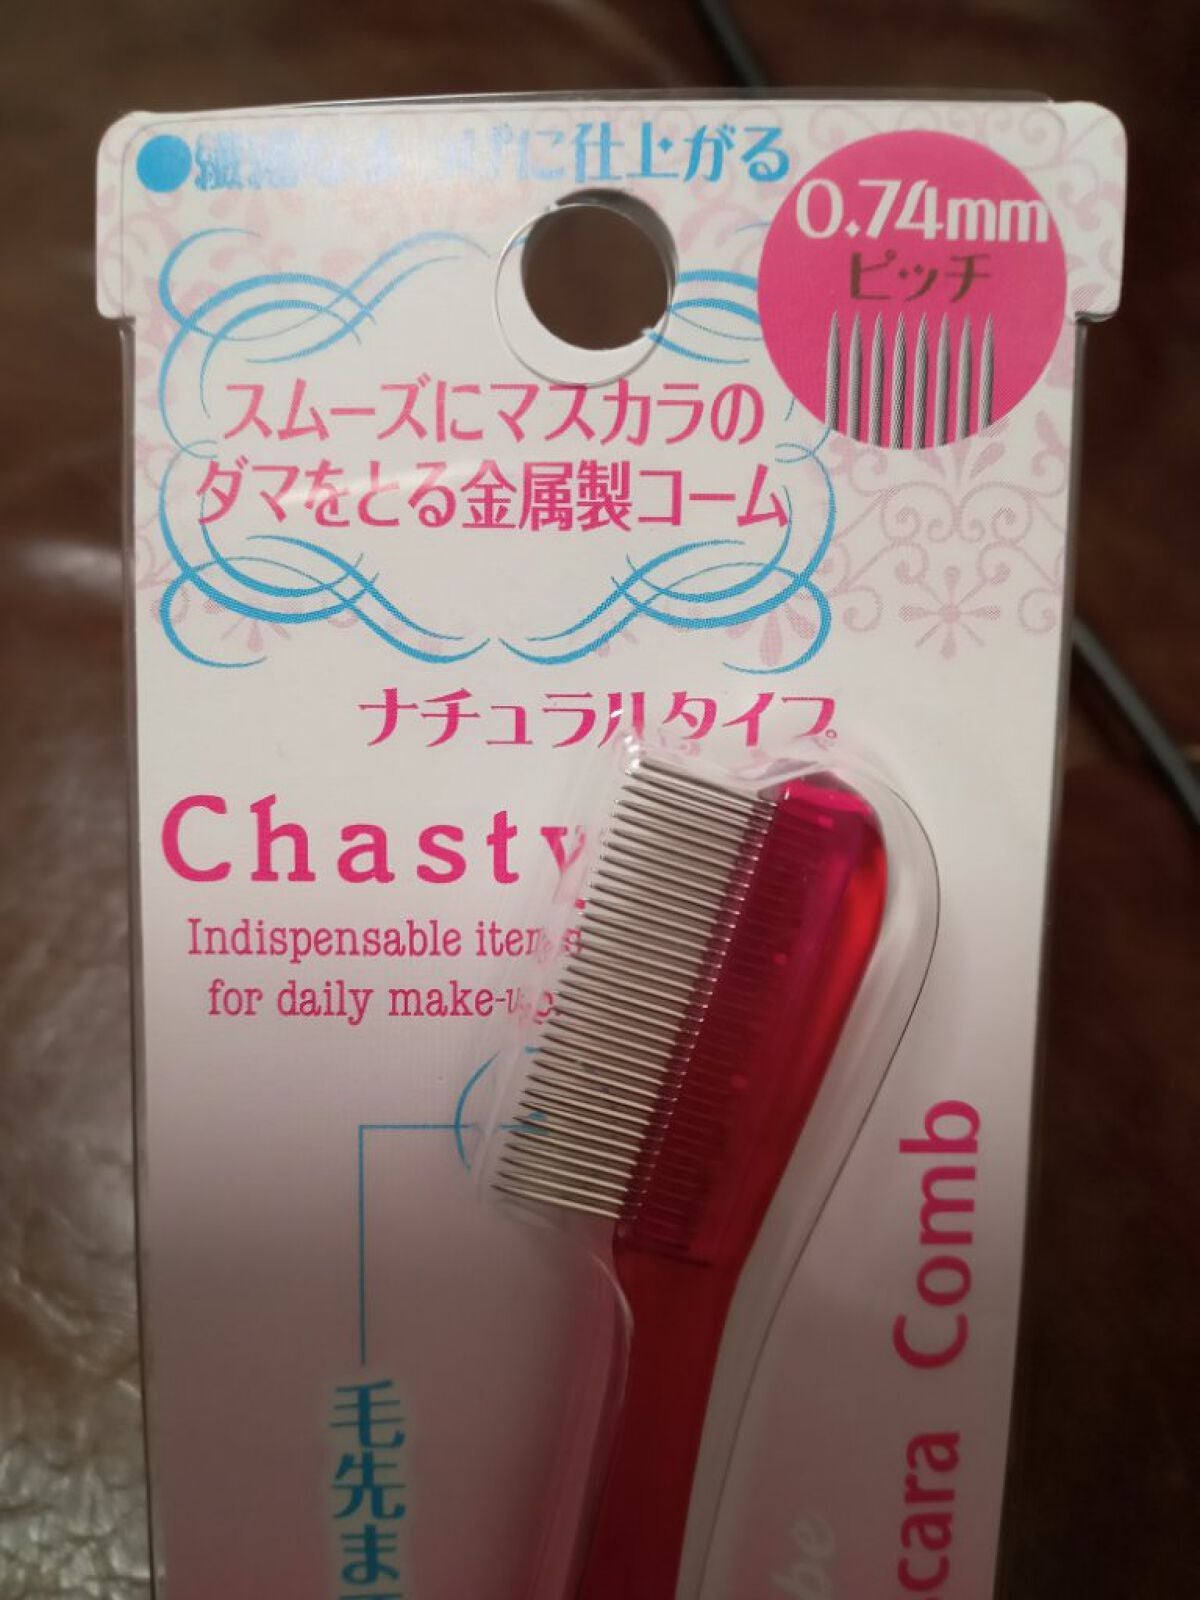 に仕上がる
0.74mm
ピッチ
スムーズにマスカラの
ダマをとる金属製コーム
ナチュラルタイプ
Chasty
Indispensable items
for daily make-up.
毛先ま
Comb